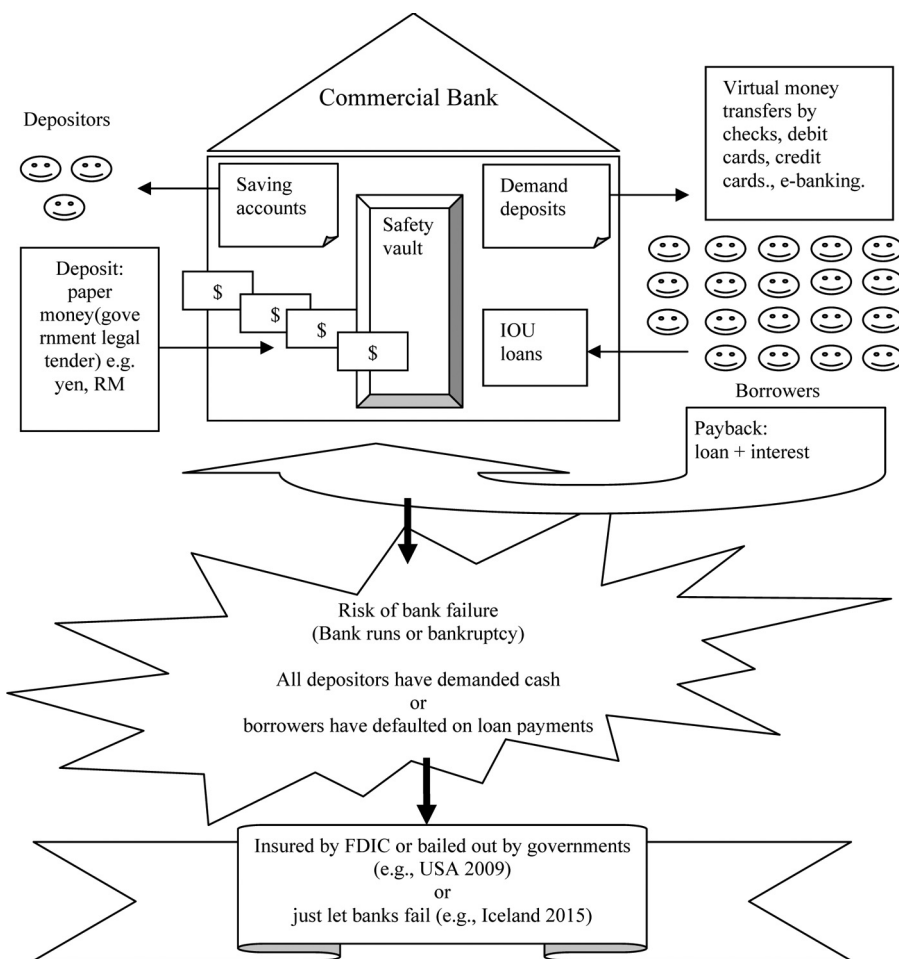 Commercial Bank
Depositors
Saving
accounts
Safety
vault
Demand
deposits
Virtual money
transfers by
checks, debit
cards, credit
cards., e-banking.
Deposit:
paper
money(gove
rnment legal
tender) e.g.
yen, RM
$
$
$
$
IOU
loans
Borrowers
Payback:
loan + interest
Risk of bank failure
(Bank runs or bankruptcy)
All depositors have demanded cash
or
borrowers have defaulted on loan payments
Insured by FDIC or bailed out by governments
(e.g., USA 2009)
or
just let banks fail (e.g., Iceland 2015)